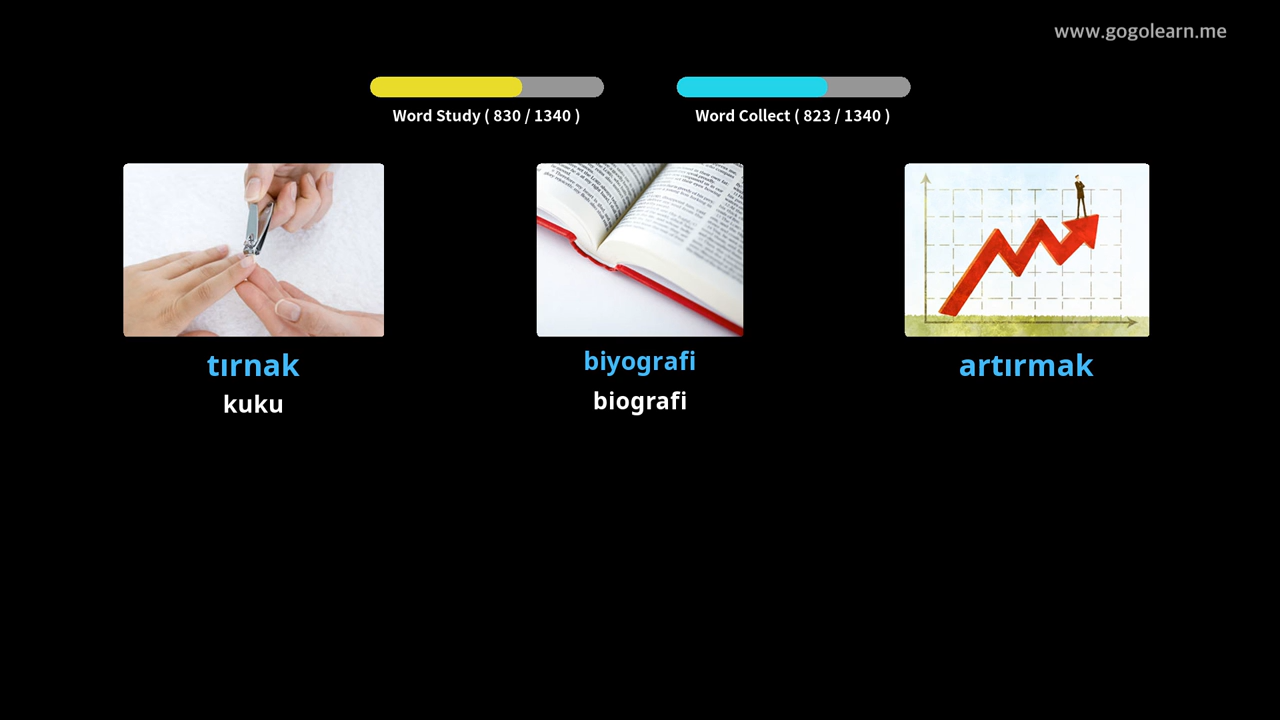 www.gogolearn.me
Word Study ( 830 / 1340 )
Word Collect ( 823 / 1340 )
tırnak
kuku
biyografi
biografi
artırmak